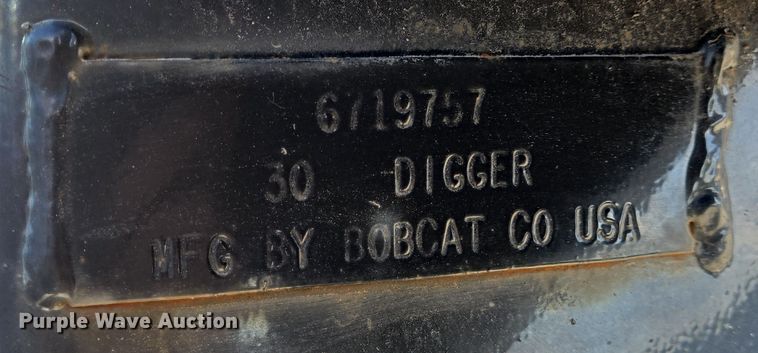 6719757
30 DIGGER
MFG BY BOBCAT CO USA
Purple Wave Auction